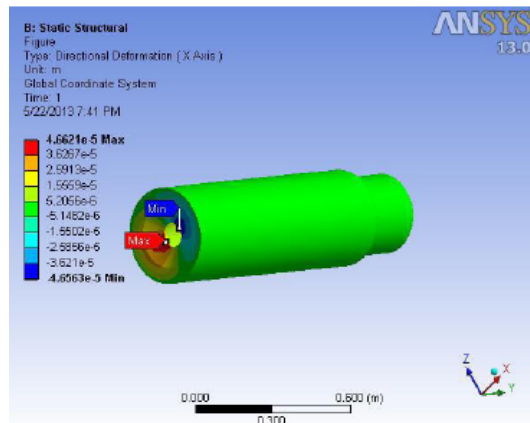 B: Static Structural
Figure
Type: Directional Deformation ( X Axis )
Unit: m
Global Coordinate System
Time: 1
5/22/2013 7:41 PM
ANSYS
13.0
4.6621e-5 Max
3.6267e-5
2.5913e-5
1.5559e-5
5.2056e-6
-5.1482e-6
-1.5502e-5
-2.5856e-5
-3.621e-5
-4.6563e-5 Min
Min
Max
Z
X
Y
0.000
0.600 (m)
0.300